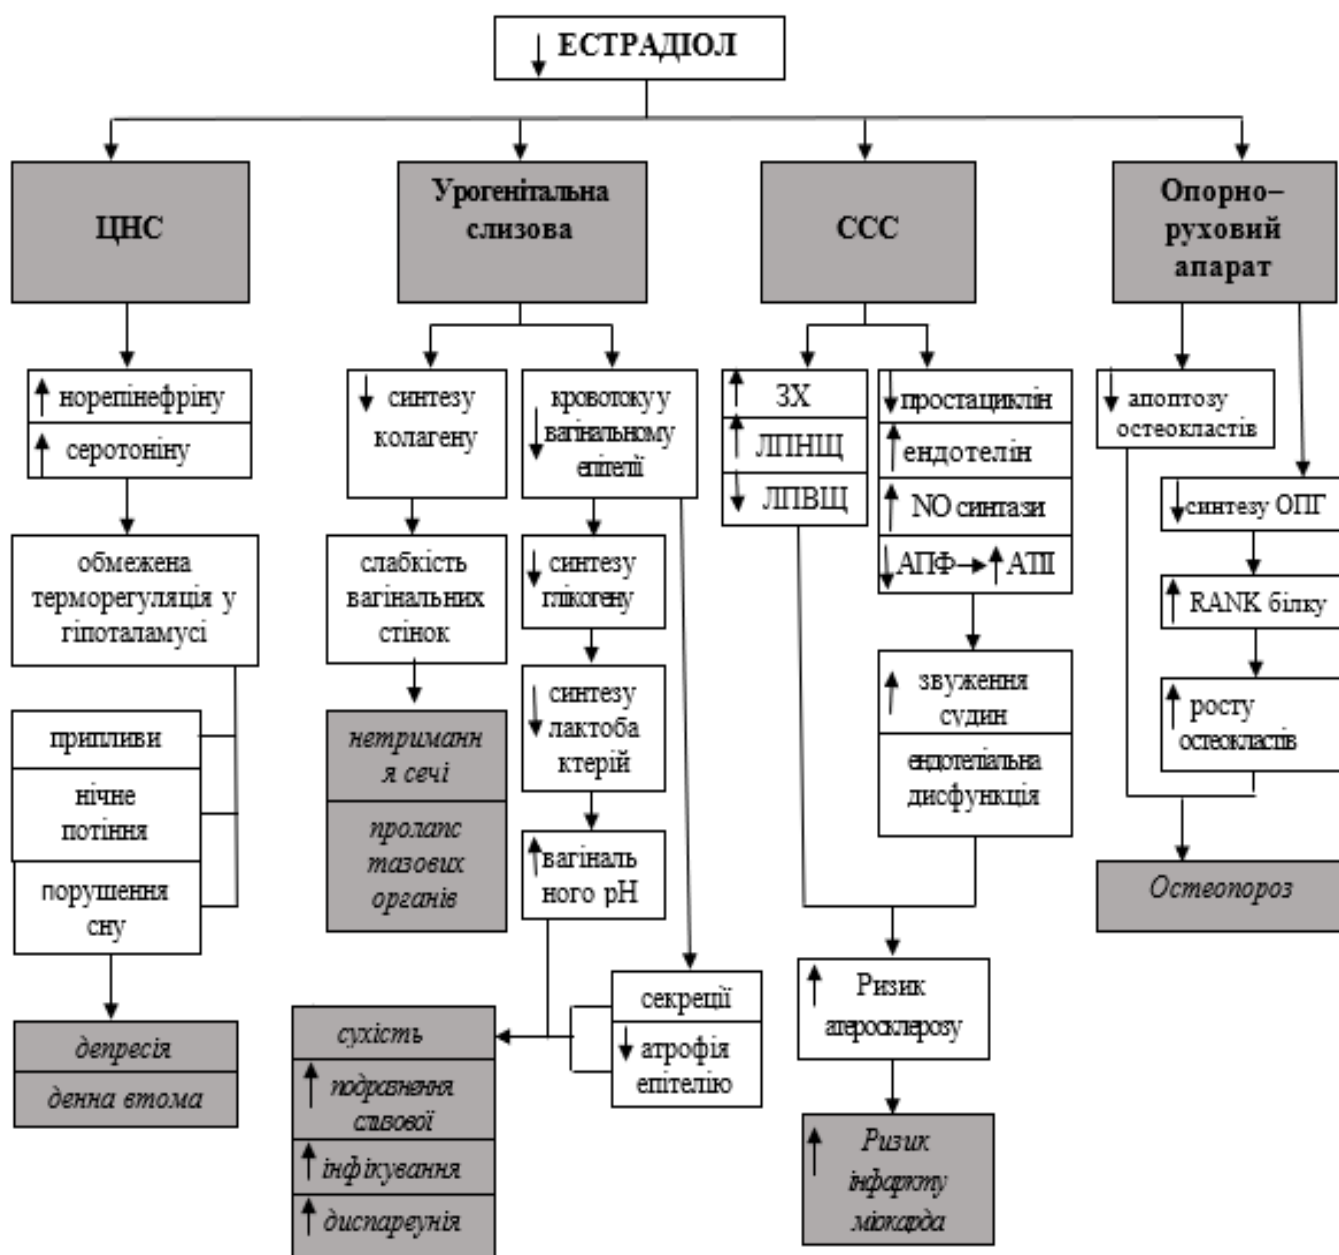 ↓ ЕСТРАДІОЛ
ЦНС
Урогенітальна
слизова
ССС
Опорно–
руховий
апарат
↑ норепінефріну
↑ серотоніну
обмежена
терморегуляція у
гіпоталамусі
припливи
нічне
потіння
порушення
сну
депресія
денна втома
↓ синтезу
колагену
слабкість
вагінальних
стінок
нетриманн
я сечі
пролапс
тазових
органів
кровотоку у
↓ вагінальному
епітелії
↓ синтезу
глікогену
синтезу
↓ лактоба
ктерій
↑ вагіналь
ного рН
секреції
↓ атрофія
епітелію
сухість
↑ подразнення
слизової
↑ інфікування
↑ диспареунія
↑ ЗХ
↑ ЛПНЩ
↓ ЛПВЩ
↓ простациклін
↑ ендотелін
↑ NO синтази
↓ АПФ → ↑ АТІІ
↑ звуження
судин
ендотеліальна
дисфункція
↑ Ризик
атеросклерозу
↑ Ризик
інфаркту
міокарда
↓ апоптозу
остеокластів
↓ синтезу ОПГ
↑ RANK білку
↑ росту
остеокластів
Остеопороз